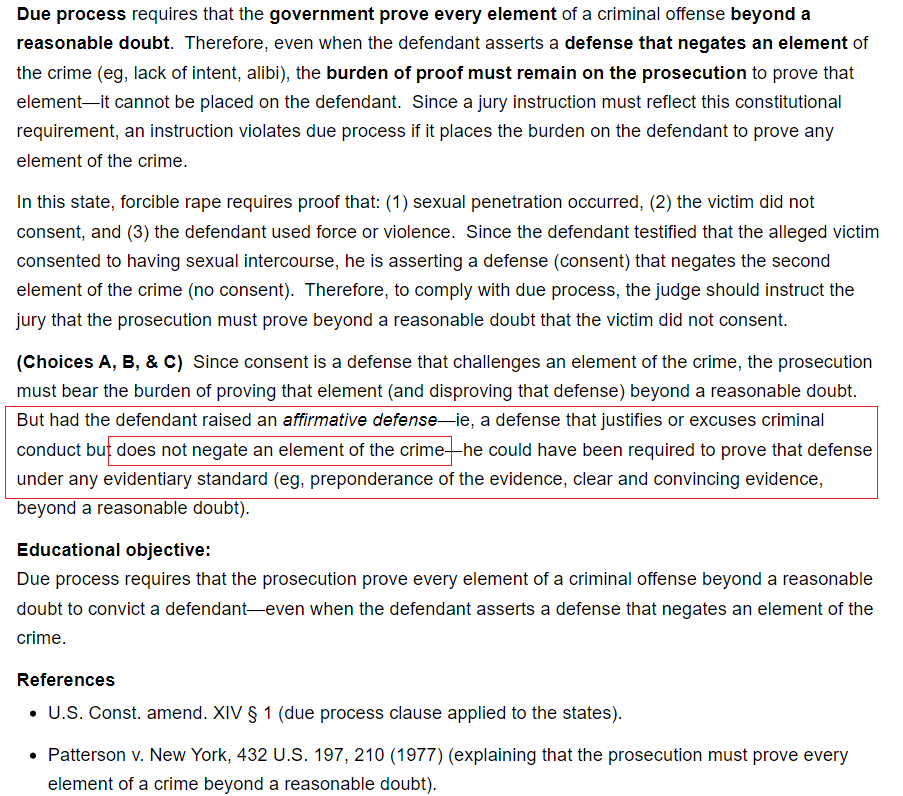 Due process requires that the government prove every element of a criminal offense beyond a
reasonable doubt.  Therefore, even when the defendant asserts a defense that negates an element of
the crime (eg, lack of intent, alibi), the burden of proof must remain on the prosecution to prove that
element—it cannot be placed on the defendant.  Since a jury instruction must reflect this constitutional
requirement, an instruction violates due process if it places the burden on the defendant to prove any
element of the crime.
In this state, forcible rape requires proof that: (1) sexual penetration occurred, (2) the victim did not
consent, and (3) the defendant used force or violence.  Since the defendant testified that the alleged victim
consented to having sexual intercourse, he is asserting a defense (consent) that negates the second
element of the crime (no consent).  Therefore, to comply with due process, the judge should instruct the
jury that the prosecution must prove beyond a reasonable doubt that the victim did not consent.
(Choices A, B, & C)  Since consent is a defense that challenges an element of the crime, the prosecution
must bear the burden of proving that element (and disproving that defense) beyond a reasonable doubt.
But had the defendant raised an affirmative defense—ie, a defense that justifies or excuses criminal
conduct but does not negate an element of the crime—he could have been required to prove that defense
under any evidentiary standard (eg, preponderance of the evidence, clear and convincing evidence,
beyond a reasonable doubt).
Educational objective:
Due process requires that the prosecution prove every element of a criminal offense beyond a reasonable
doubt to convict a defendant—even when the defendant asserts a defense that negates an element of the
crime.
References
• U.S. Const. amend. XIV § 1 (due process clause applied to the states).
• Patterson v. New York, 432 U.S. 197, 210 (1977) (explaining that the prosecution must prove every
element of a crime beyond a reasonable doubt).